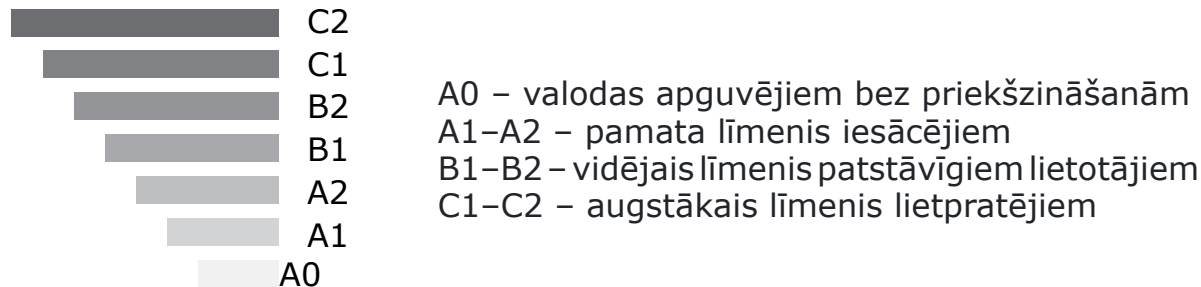 C2
C1
B2
B1
A2
A1
A0
A0 – valodas apguvējiem bez priekšzināšanām
A1–A2 – pamata līmenis iesācējiem
B1–B2 – vidējais līmenis patstāvīgiem lietotājiem
C1–C2 – augstākais līmenis lietpratējiem